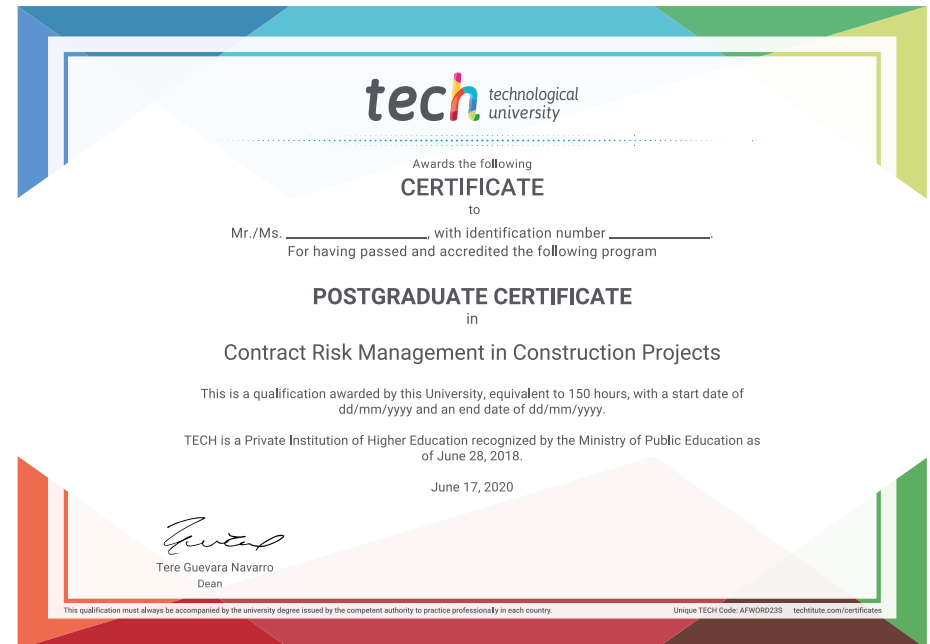 tech technological
university
Awards the following
CERTIFICATE
to
Mr./Ms. ____________________, with identification number ______________.
For having passed and accredited the following program
POSTGRADUATE CERTIFICATE
in
Contract Risk Management in Construction Projects
This is a qualification awarded by this University, equivalent to 150 hours, with a start date of
dd/mm/yyyy and an end date of dd/mm/yyyy.
TECH is a Private Institution of Higher Education recognized by the Ministry of Public Education as
of June 28, 2018.
June 17, 2020
Tere Guevara Navarro
Dean
This qualification must always be accompanied by the university degree issued by the competent authority to practice professionally in each country. Unique TECH Code: AFWORD23S techtitute.com/certificates